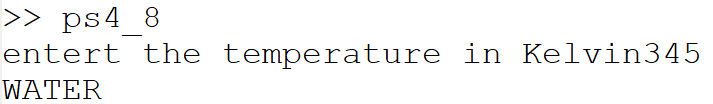 >> ps4_8
entert the temperature in Kelvin345
WATER